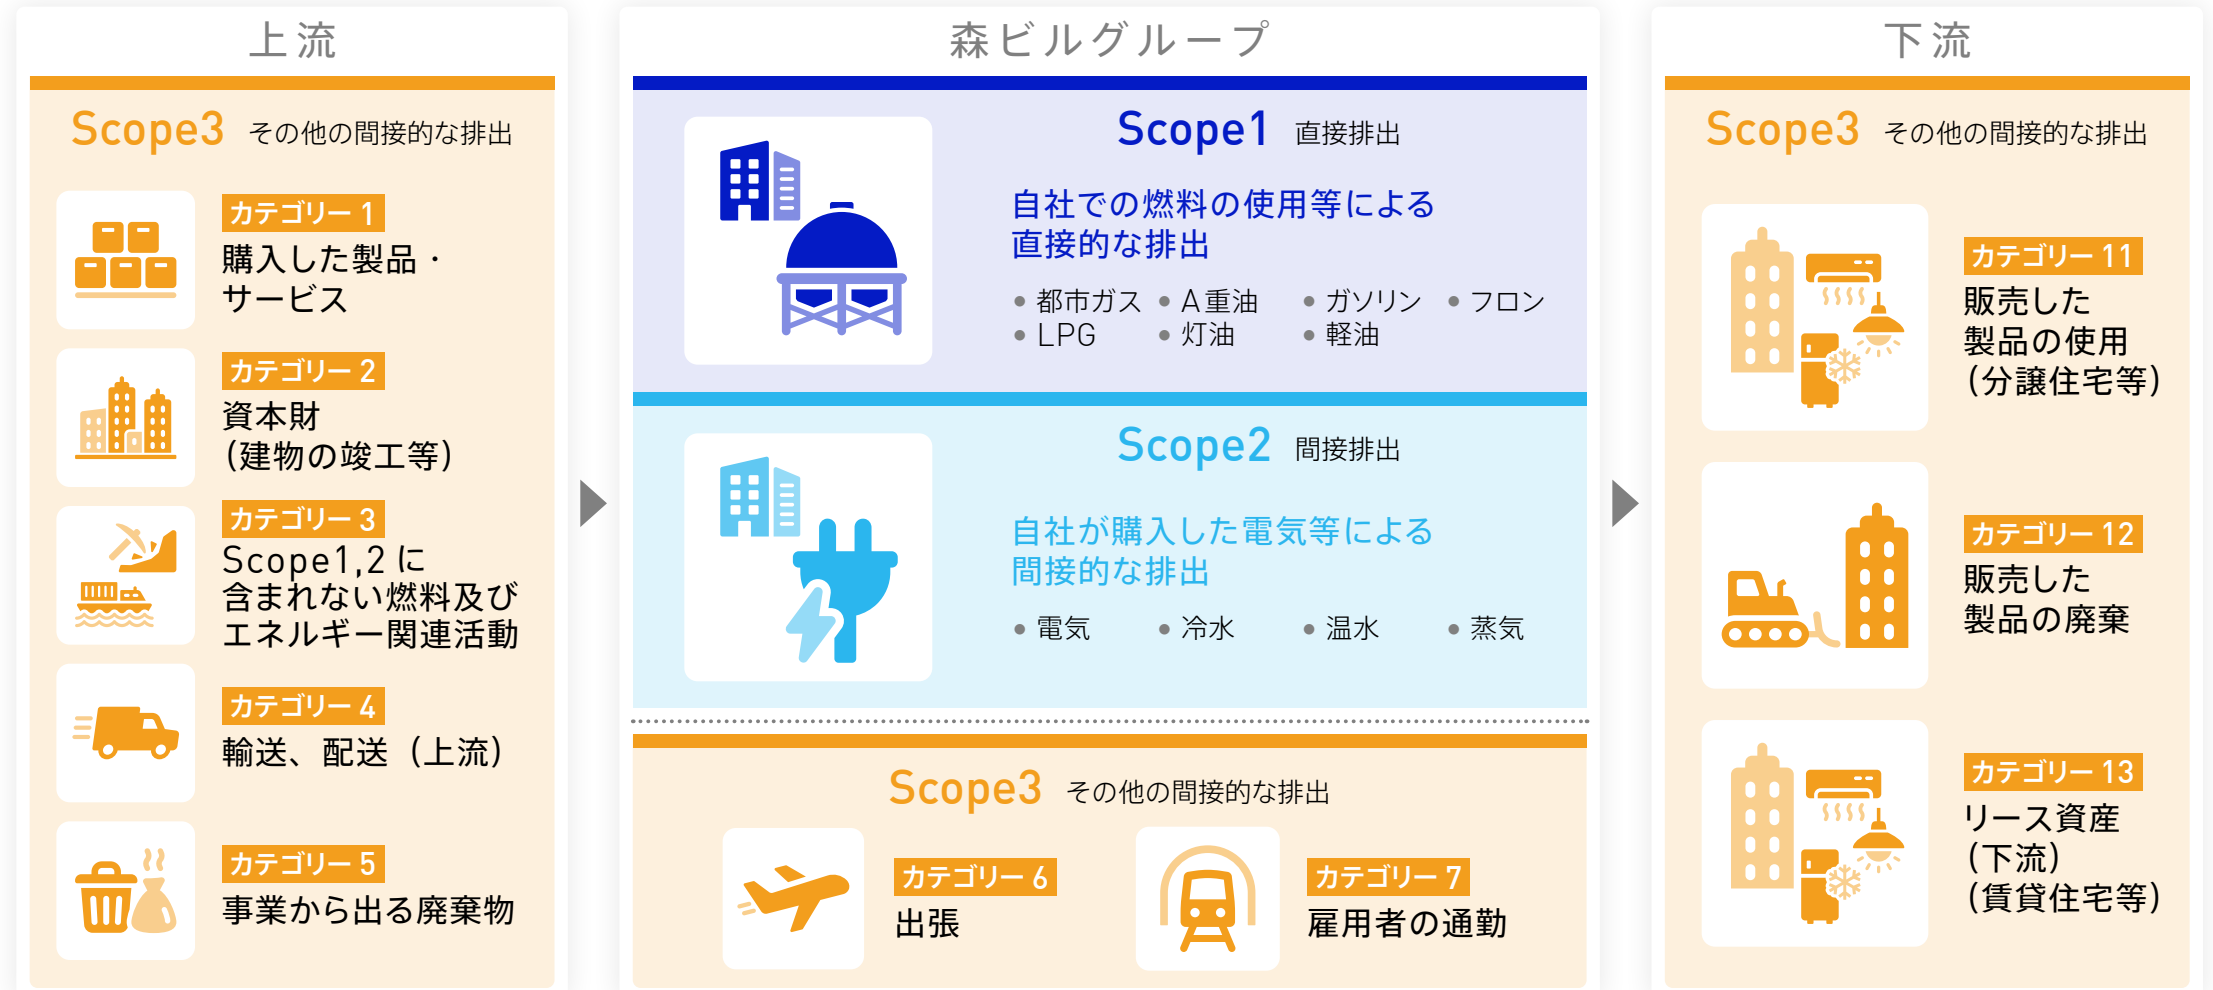 上流
Scope3 その他の間接的な排出
カテゴリー 1
購入した製品・
サービス
カテゴリー 2
資本財
（建物の竣工等）
カテゴリー 3
Scope1,2 に
含まれない燃料及び
エネルギー関連活動
カテゴリー 4
輸送、配送（上流）
カテゴリー 5
事業から出る廃棄物
森ビルグループ
Scope1 直接排出
自社での燃料の使用等による
直接的な排出
● 都市ガス ● A重油 ● ガソリン ● フロン
● LPG ● 灯油 ● 軽油
Scope2 間接排出
自社が購入した電気等による
間接的な排出
● 電気 ● 冷水 ● 温水 ● 蒸気
Scope3 その他の間接的な排出
カテゴリー 6
出張
カテゴリー 7
雇用者の通勤
下流
Scope3 その他の間接的な排出
カテゴリー 11
販売した
製品の使用
（分譲住宅等）
カテゴリー 12
販売した
製品の廃棄
カテゴリー 13
リース資産
（下流）
（賃貸住宅等）